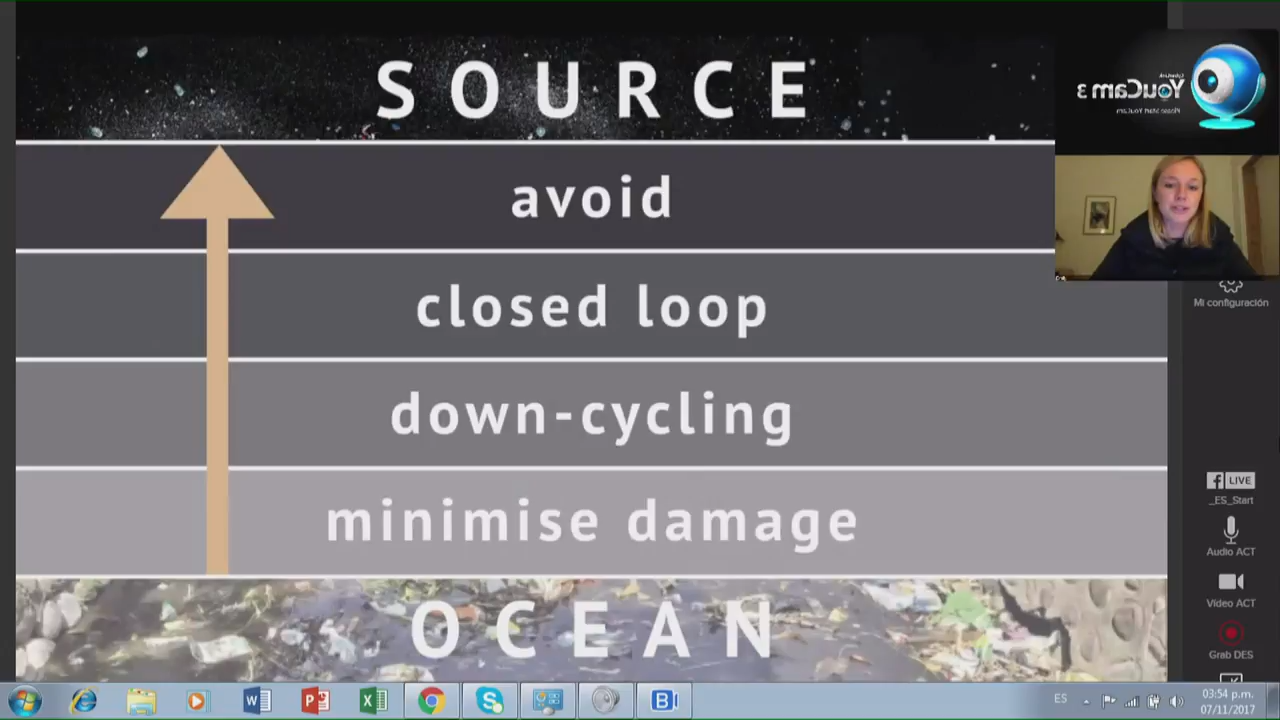 SOURCE
avoid
closed loop
down-cycling
minimise damage
OCEAN
YouCam 3
Mi configuración
LIVE
_ES_Start
Audio ACT
Video ACT
Grab DES
ES
03:54 p.m.
07/11/2017